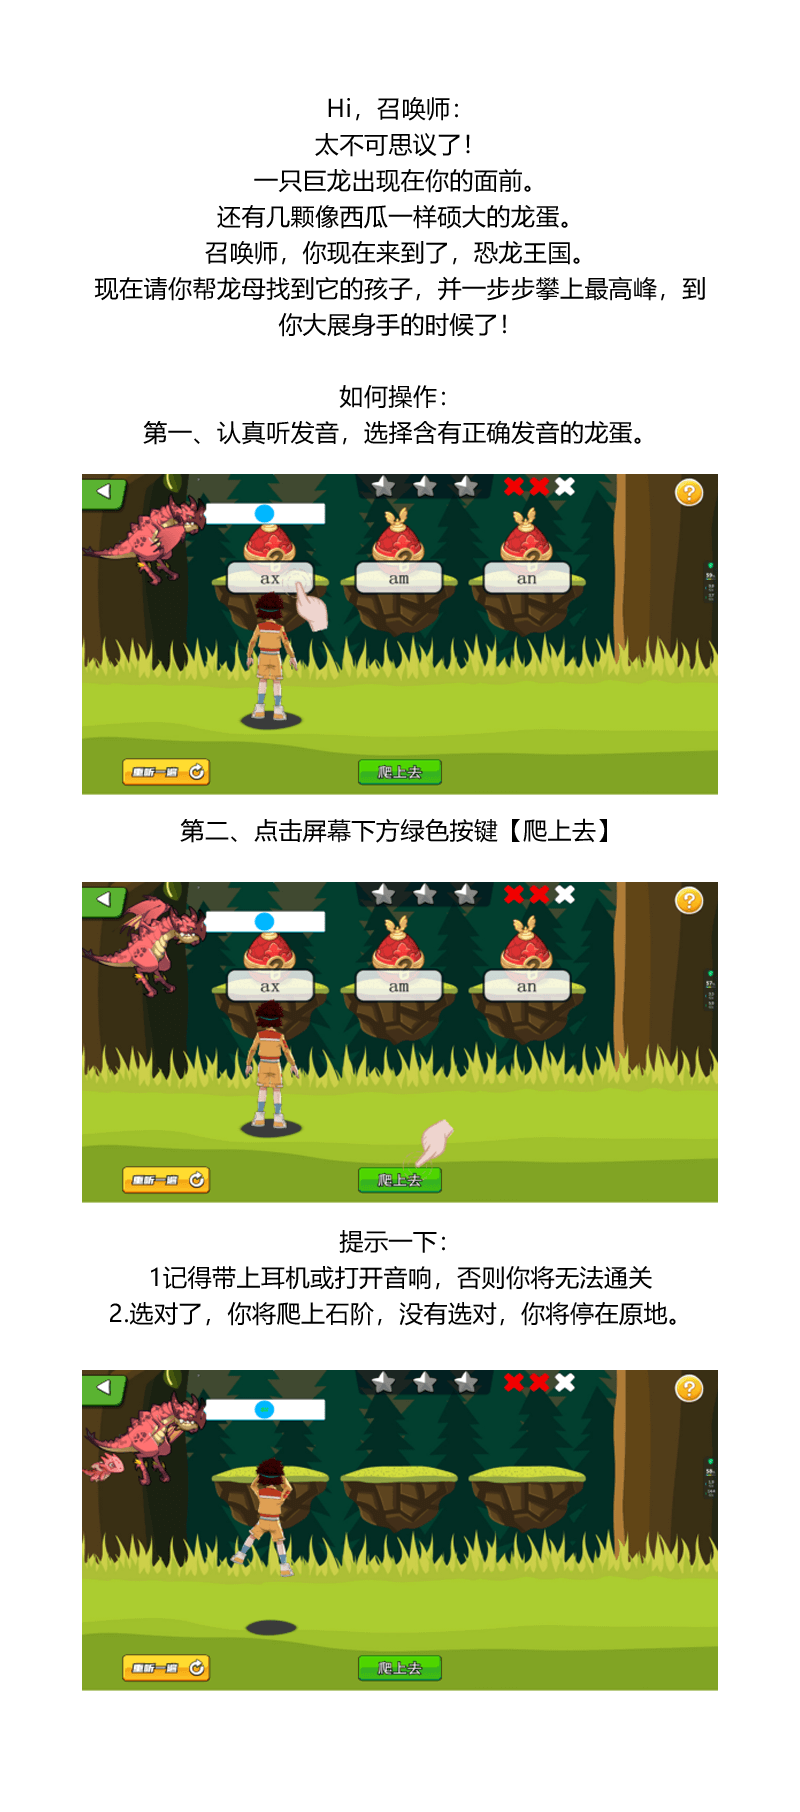 Hi，召唤师：
太不可思议了！
一只巨龙出现在你的面前。
还有几颗像西瓜一样硕大的龙蛋。
召唤师，你现在来到了，恐龙王国。
现在请你帮龙母找到它的孩子，并一步步攀上最高峰，到
你大展身手的时候了！
如何操作：
第一、认真听发音，选择含有正确发音的龙蛋。
?
ax
am
an
重听一遍
爬上去
第二、点击屏幕下方绿色按键【爬上去】
?
ax
am
an
重听一遍
爬上去
提示一下：
1记得带上耳机或打开音响，否则你将无法通关
2.选对了，你将爬上石阶，没有选对，你将停在原地。
?
重听一遍
爬上去